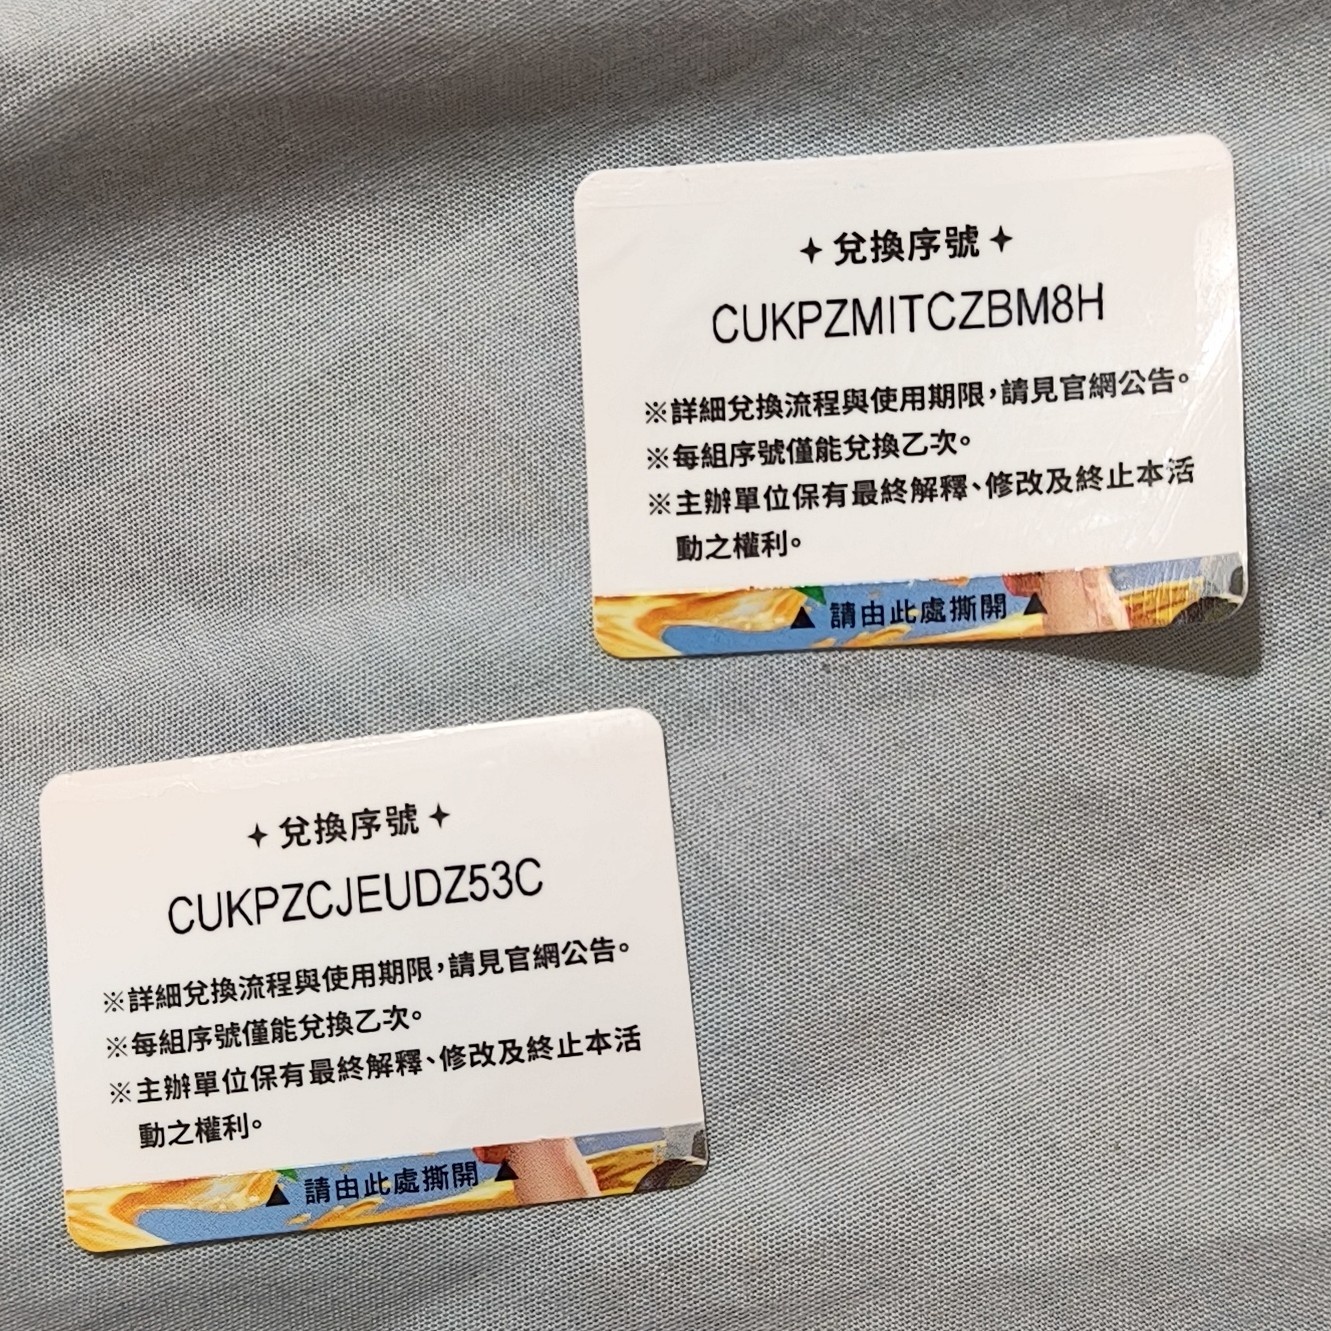 ✦ 兌換序號 ✦
CUKPZMITCZBM8H
※詳細兌換流程與使用期限，請見官網公告。
※每組序號僅能兌換乙次。
※主辦單位保有最終解釋、修改及終止本活
動之權利。
▲ 請由此處撕開 ▲
✦ 兌換序號 ✦
CUKPZCJEUDZ53C
※詳細兌換流程與使用期限，請見官網公告。
※每組序號僅能兌換乙次。
※主辦單位保有最終解釋、修改及終止本活
動之權利。
▲ 請由此處撕開 ▲